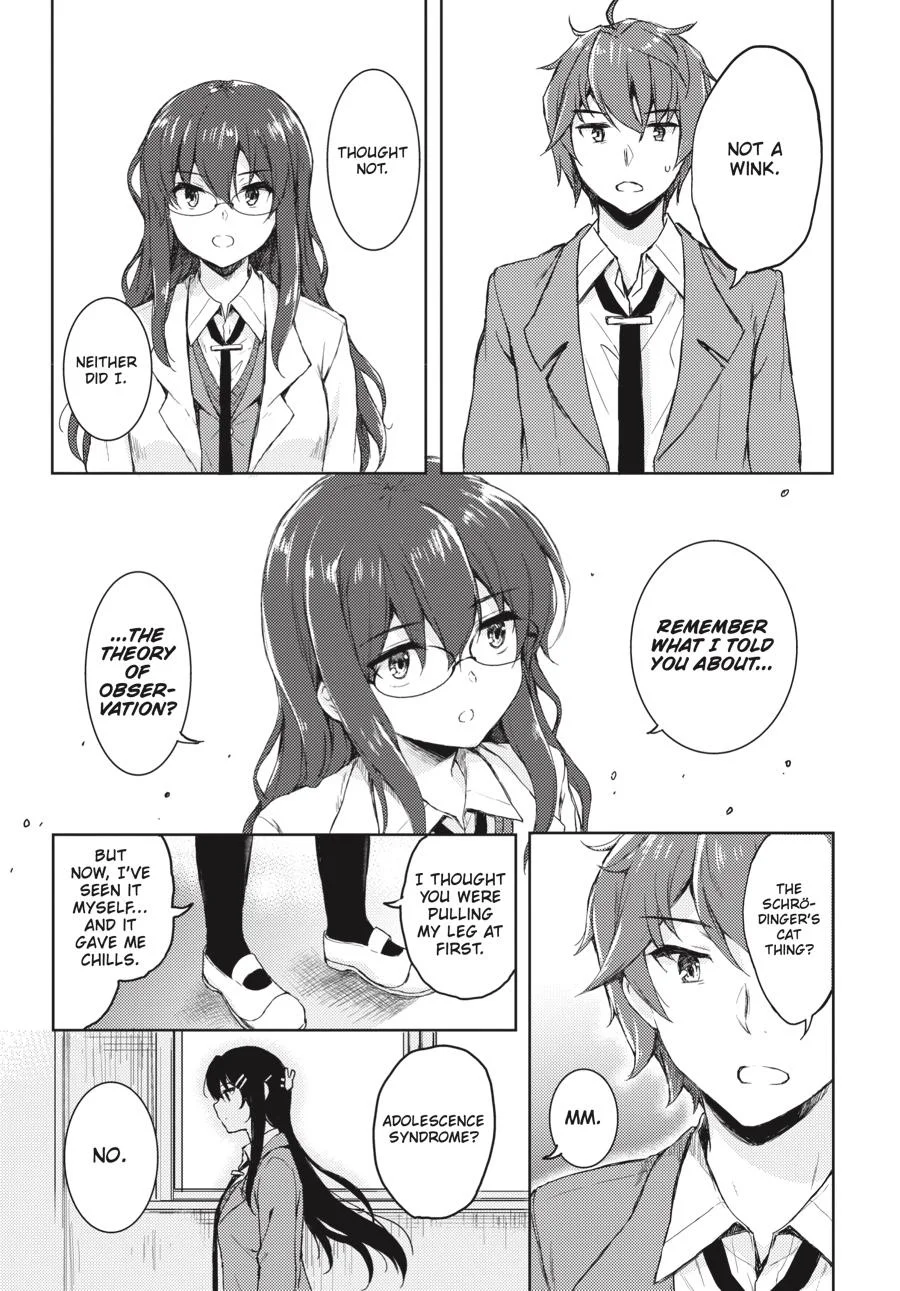 NOT A
WINK.
THOUGHT
NOT.
NEITHER
DID I.
REMEMBER
WHAT I TOLD
YOU ABOUT...
...THE
THEORY
OF
OBSER-
VATION?
THE
SCHRÖ-
DINGER'S
CAT
THING?
MM.
I THOUGHT
YOU WERE
PULLING
MY LEG AT
FIRST.
BUT
NOW, I'VE
SEEN IT
MYSELF...
AND IT
GAVE ME
CHILLS.
ADOLESCENCE
SYNDROME?
NO.